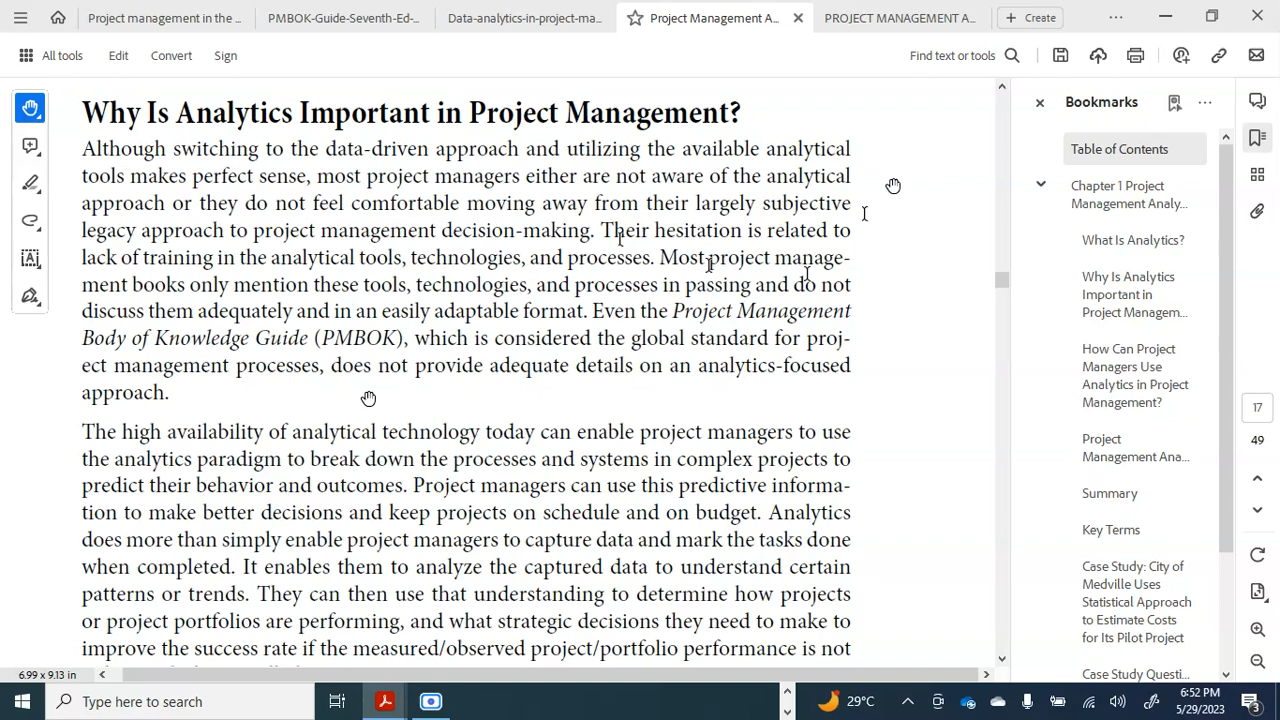 Project management in the ...
PMBOK-Guide-Seventh-Ed-...
Data-analytics-in-project-ma...
Project Management A...
PROJECT MANAGEMENT A...
Create
All tools
Edit
Convert
Sign
Find text or tools
Why Is Analytics Important in Project Management?
Although switching to the data-driven approach and utilizing the available analytical
tools makes perfect sense, most project managers either are not aware of the analytical
approach or they do not feel comfortable moving away from their largely subjective
legacy approach to project management decision-making. Their hesitation is related to
lack of training in the analytical tools, technologies, and processes. Most project manage-
ment books only mention these tools, technologies, and processes in passing and do not
discuss them adequately and in an easily adaptable format. Even the Project Management
Body of Knowledge Guide (PMBOK), which is considered the global standard for proj-
ect management processes, does not provide adequate details on an analytics-focused
approach.
The high availability of analytical technology today can enable project managers to use
the analytics paradigm to break down the processes and systems in complex projects to
predict their behavior and outcomes. Project managers can use this predictive informa-
tion to make better decisions and keep projects on schedule and on budget. Analytics
does more than simply enable project managers to capture data and mark the tasks done
when completed. It enables them to analyze the captured data to understand certain
patterns or trends. They can then use that understanding to determine how projects
or project portfolios are performing, and what strategic decisions they need to make to
improve the success rate if the measured/observed project/portfolio performance is not
Bookmarks
Table of Contents
Chapter 1 Project
Management Analy...
What Is Analytics?
Why Is Analytics
Important in
Project Managem...
How Can Project
Managers Use
Analytics in Project
Management?
Project
Management Ana...
Summary
Key Terms
Case Study: City of
Medville Uses
Statistical Approach
to Estimate Costs
for Its Pilot Project
Case Study Questi...
17
49
6.99 x 9.13 in
Type here to search
29°C
6:52 PM
5/29/2023
3